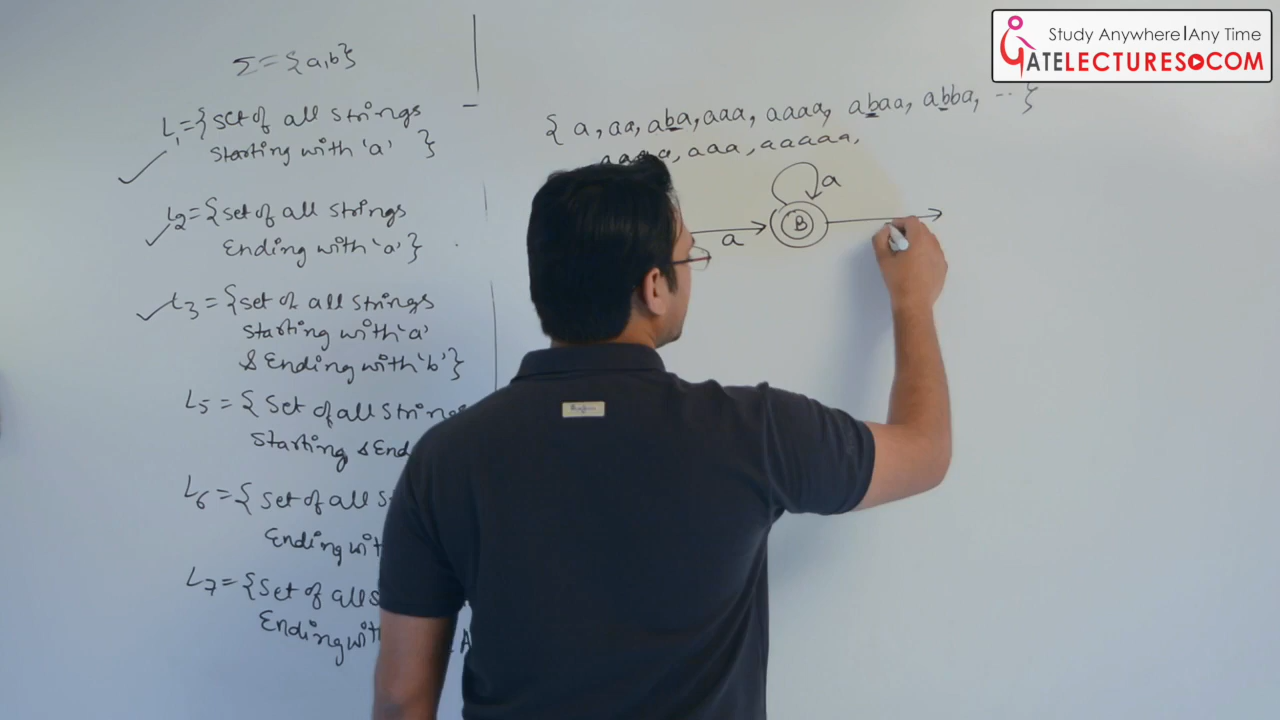 Study Anywhere|Any Time
GATELECTURES.COM
Σ = {a,b}
L1={set of all strings
starting with 'a' }
L2={set of all strings
Ending with 'a'}
L3={set of all strings
starting with 'a'
& Ending with 'b'}
L5={Set of all strings
Starting & End
L6={Set of all S
Ending wit
L7={Set of all S
Ending wit
A
{ a, aa, aba, aaa, aaaa, abaa, abba, --- }
aaaa, aaa, aaaaa,
a
B
a